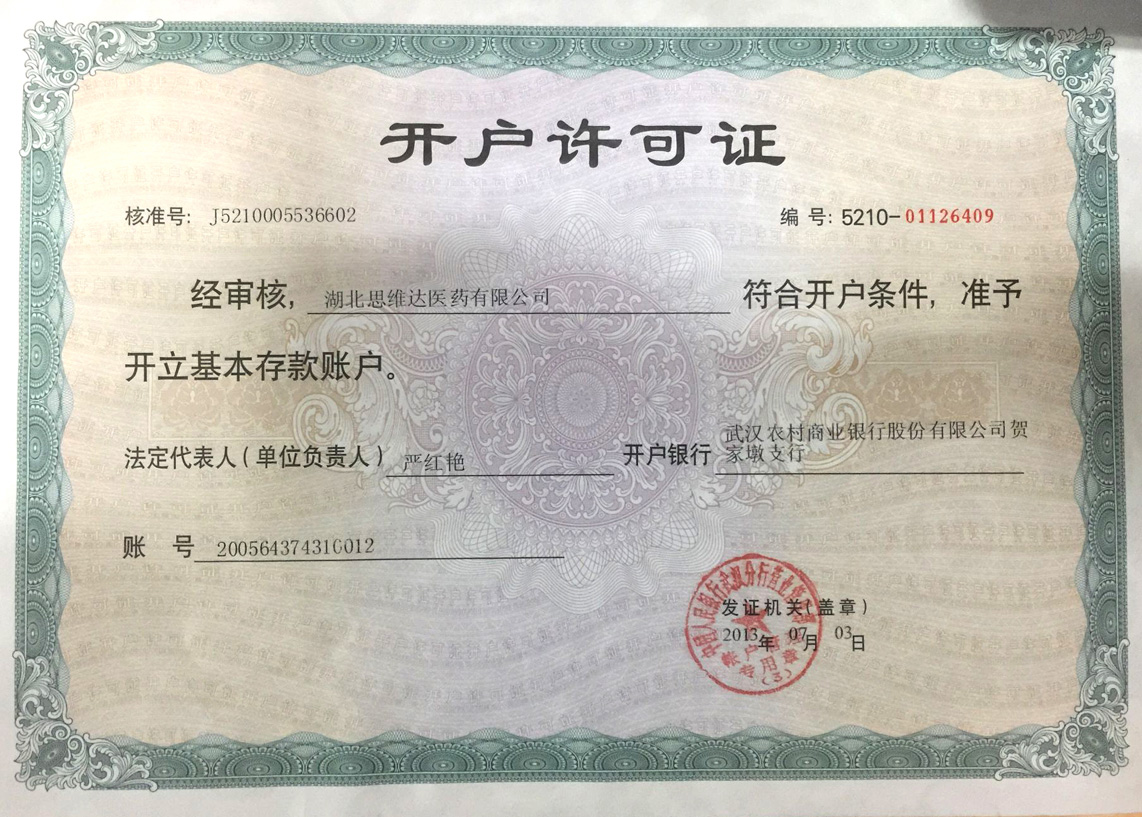 开户许可证
核准号: J5210005536602 编号: 5210-01126409
经审核, 湖北思维达医药有限公司 符合开户条件, 准予
开立基本存款账户。
法定代表人(单位负责人) 严红艳 开户银行 武汉农村商业银行股份有限公司贺
家墩支行
账 号 200564374310012
发证机关(盖章)
2013年 07月 03日